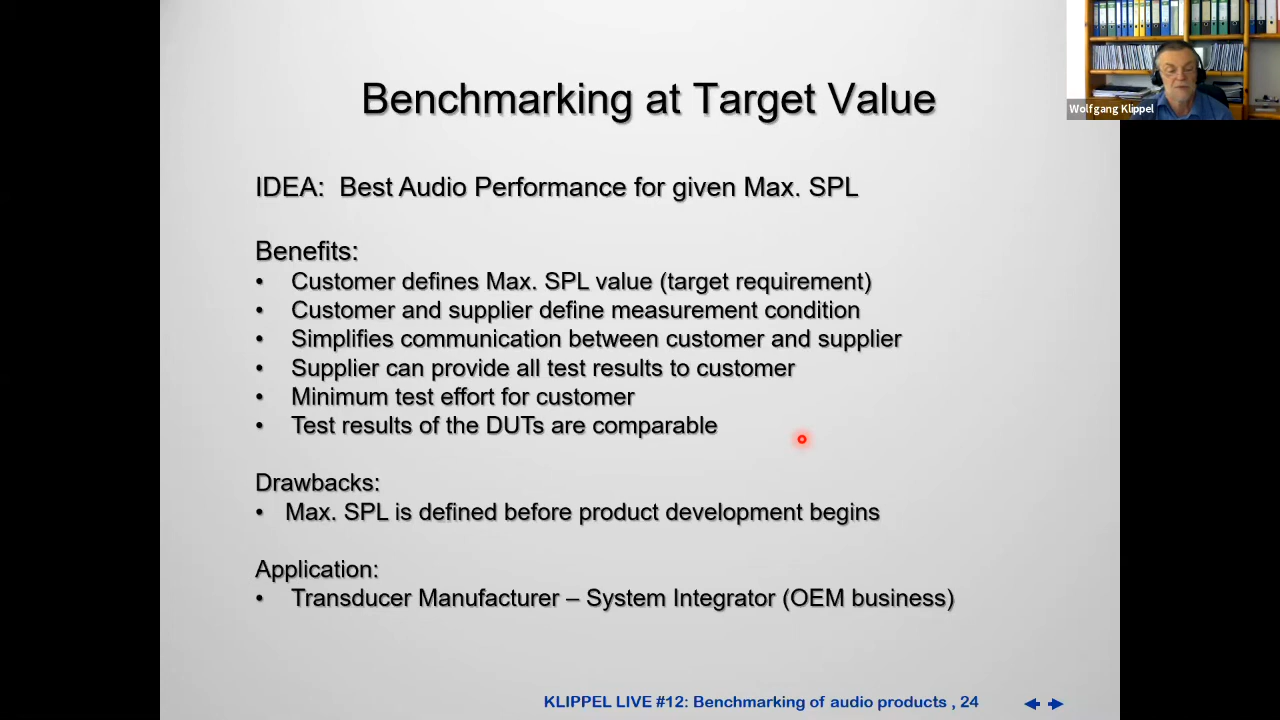 Benchmarking at Target Value
Wolfgang Klippel
IDEA: Best Audio Performance for given Max. SPL
Benefits:
• Customer defines Max. SPL value (target requirement)
• Customer and supplier define measurement condition
• Simplifies communication between customer and supplier
• Supplier can provide all test results to customer
• Minimum test effort for customer
• Test results of the DUTs are comparable
Drawbacks:
• Max. SPL is defined before product development begins
Application:
• Transducer Manufacturer – System Integrator (OEM business)
KLIPPEL LIVE #12: Benchmarking of audio products , 24